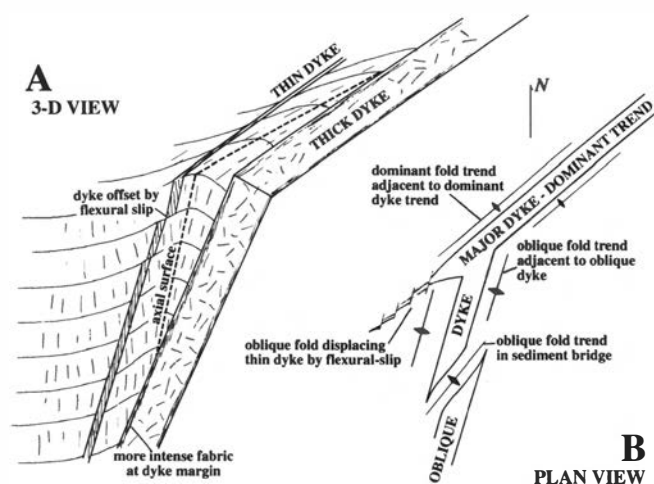 A
3-D VIEW
THIN DYKE
THICK DYKE
dyke offset by
flexural slip
axial surface
more intense fabric
at dyke margin
N
MAJOR DYKE - DOMINANT TREND
dominant fold trend
adjacent to dominant
dyke trend
oblique fold trend
adjacent to oblique
dyke
DYKE
oblique fold displacing
thin dyke by flexural-slip
oblique fold trend
in sediment bridge
OBLIQUE
B
PLAN VIEW